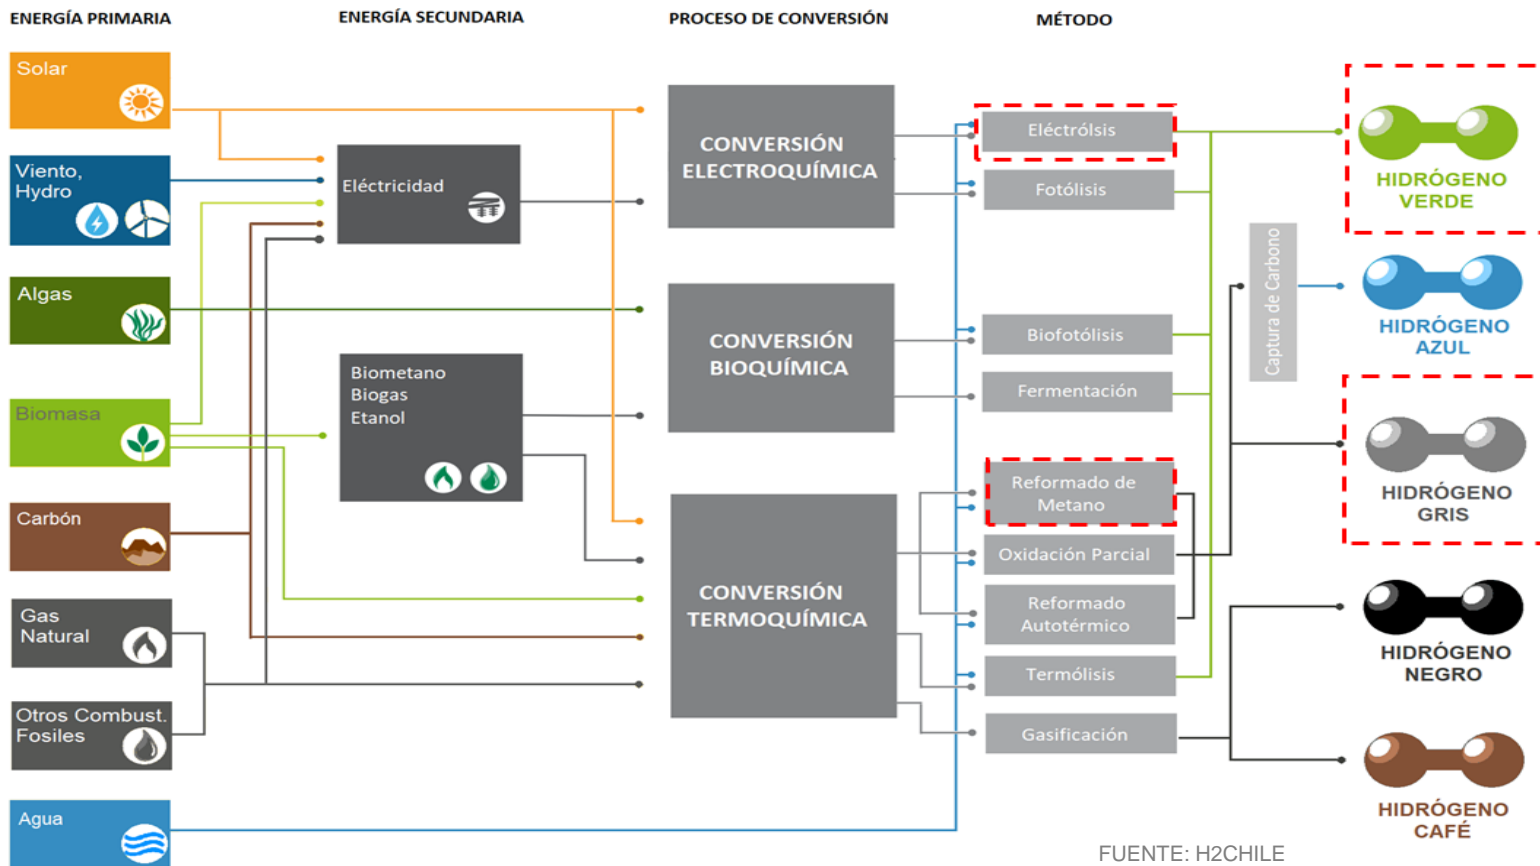 ENERGÍA PRIMARIA
ENERGÍA SECUNDARIA
PROCESO DE CONVERSIÓN
MÉTODO
Solar
Viento,
Hydro
Algas
Biomasa
Carbón
Gas
Natural
Otros Combust.
Fosiles
Agua
Eléctricidad
Biometano
Biogas
Etanol
CONVERSIÓN
ELECTROQUÍMICA
CONVERSIÓN
BIOQUÍMICA
CONVERSIÓN
TERMOQUÍMICA
Eléctrólsis
Fotólisis
Biofotólisis
Fermentación
Reformado de
Metano
Oxidación Parcial
Reformado
Autotérmico
Termólisis
Gasificación
Captura de Carbono
HIDRÓGENO
VERDE
HIDRÓGENO
AZUL
HIDRÓGENO
GRIS
HIDRÓGENO
NEGRO
HIDRÓGENO
CAFÉ
FUENTE: H2CHILE